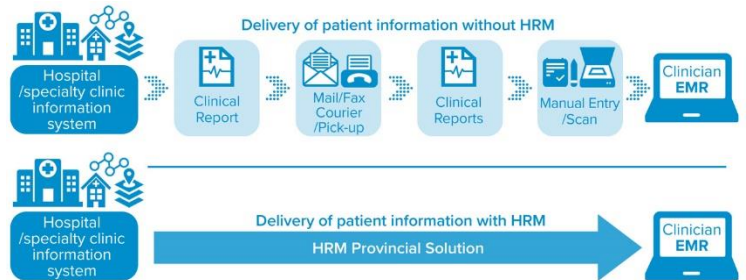 Delivery of patient information without HRM
Hospital
/specialty clinic
information
system
Clinical
Report
Mail/Fax
Courier
/Pick-up
Clinical
Reports
Manual Entry
/Scan
Clinician
EMR
Hospital
/specialty clinic
information
system
Delivery of patient information with HRM
HRM Provincial Solution
Clinician
EMR